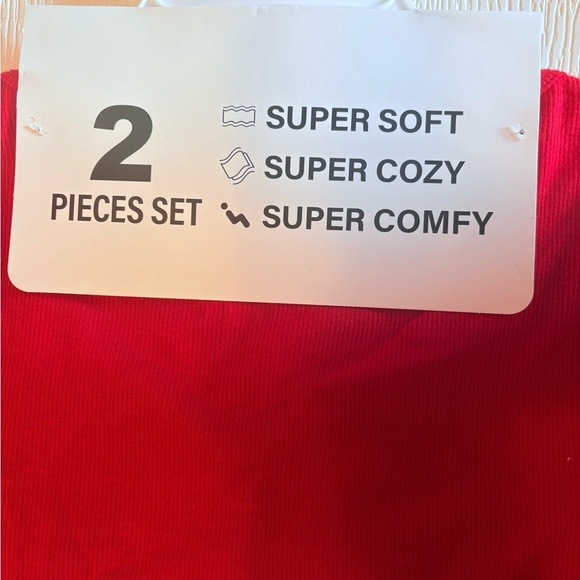 2
PIECES SET
SUPER SOFT
SUPER COZY
SUPER COMFY